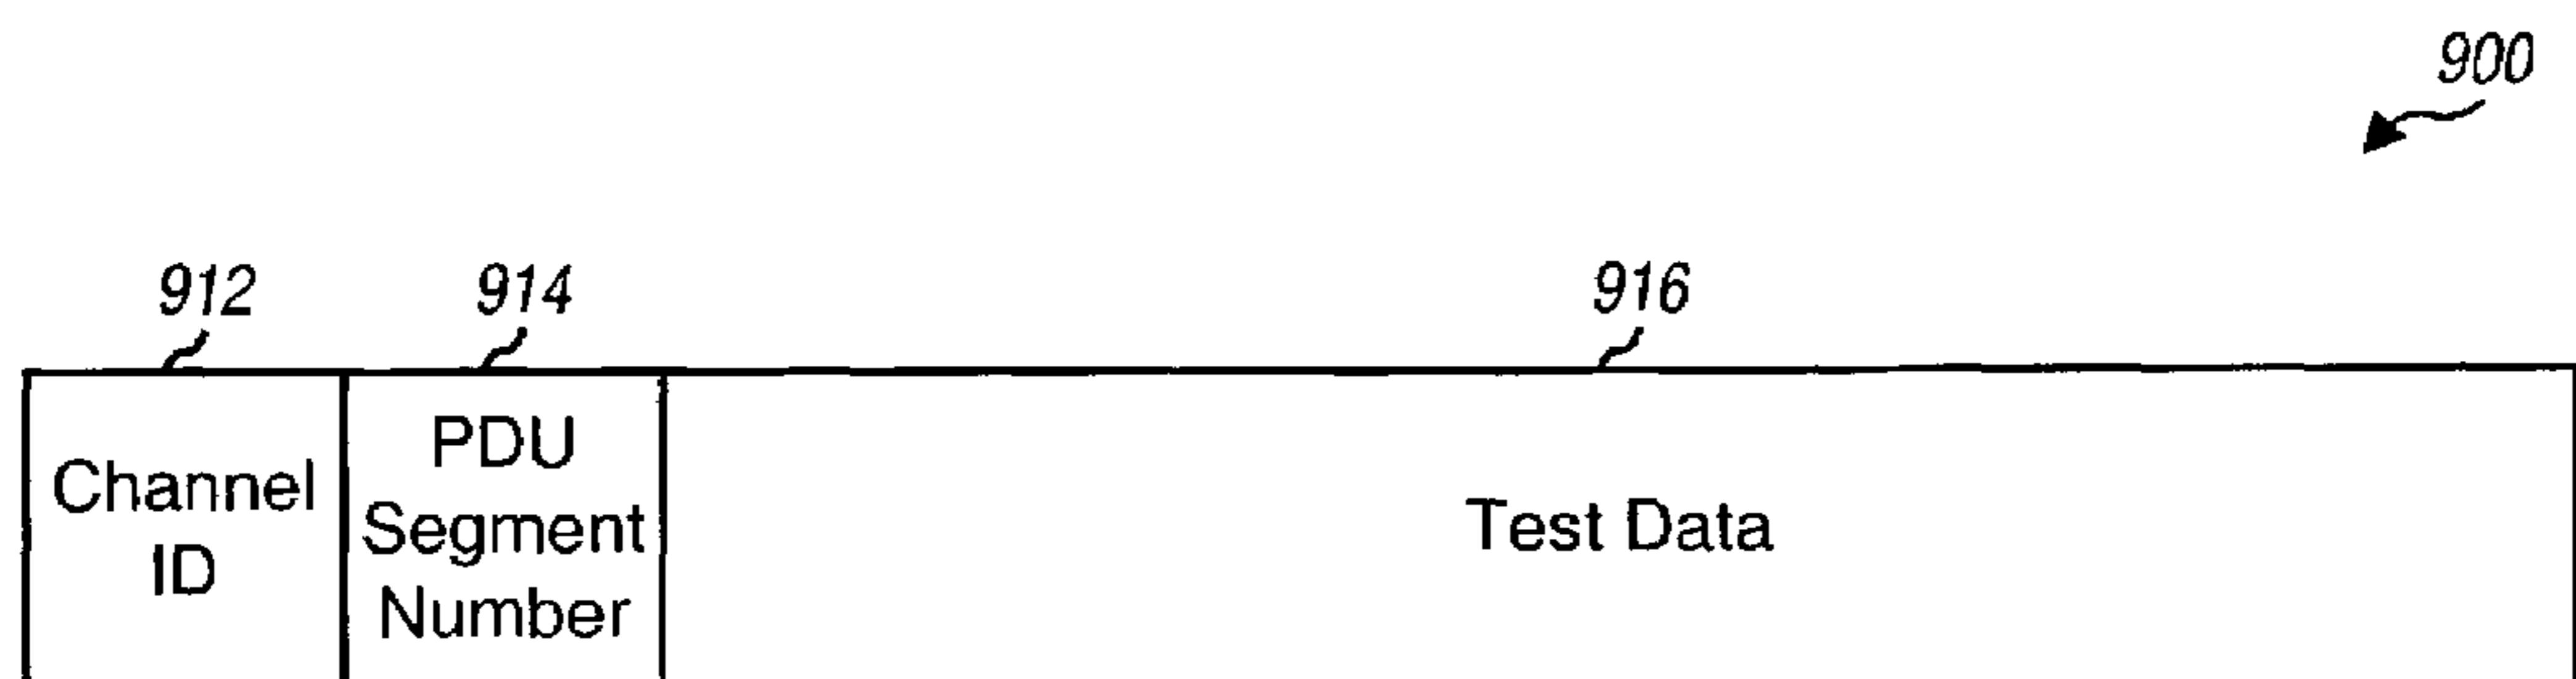 900
912
914
916
Channel
ID
PDU
Segment
Number
Test Data